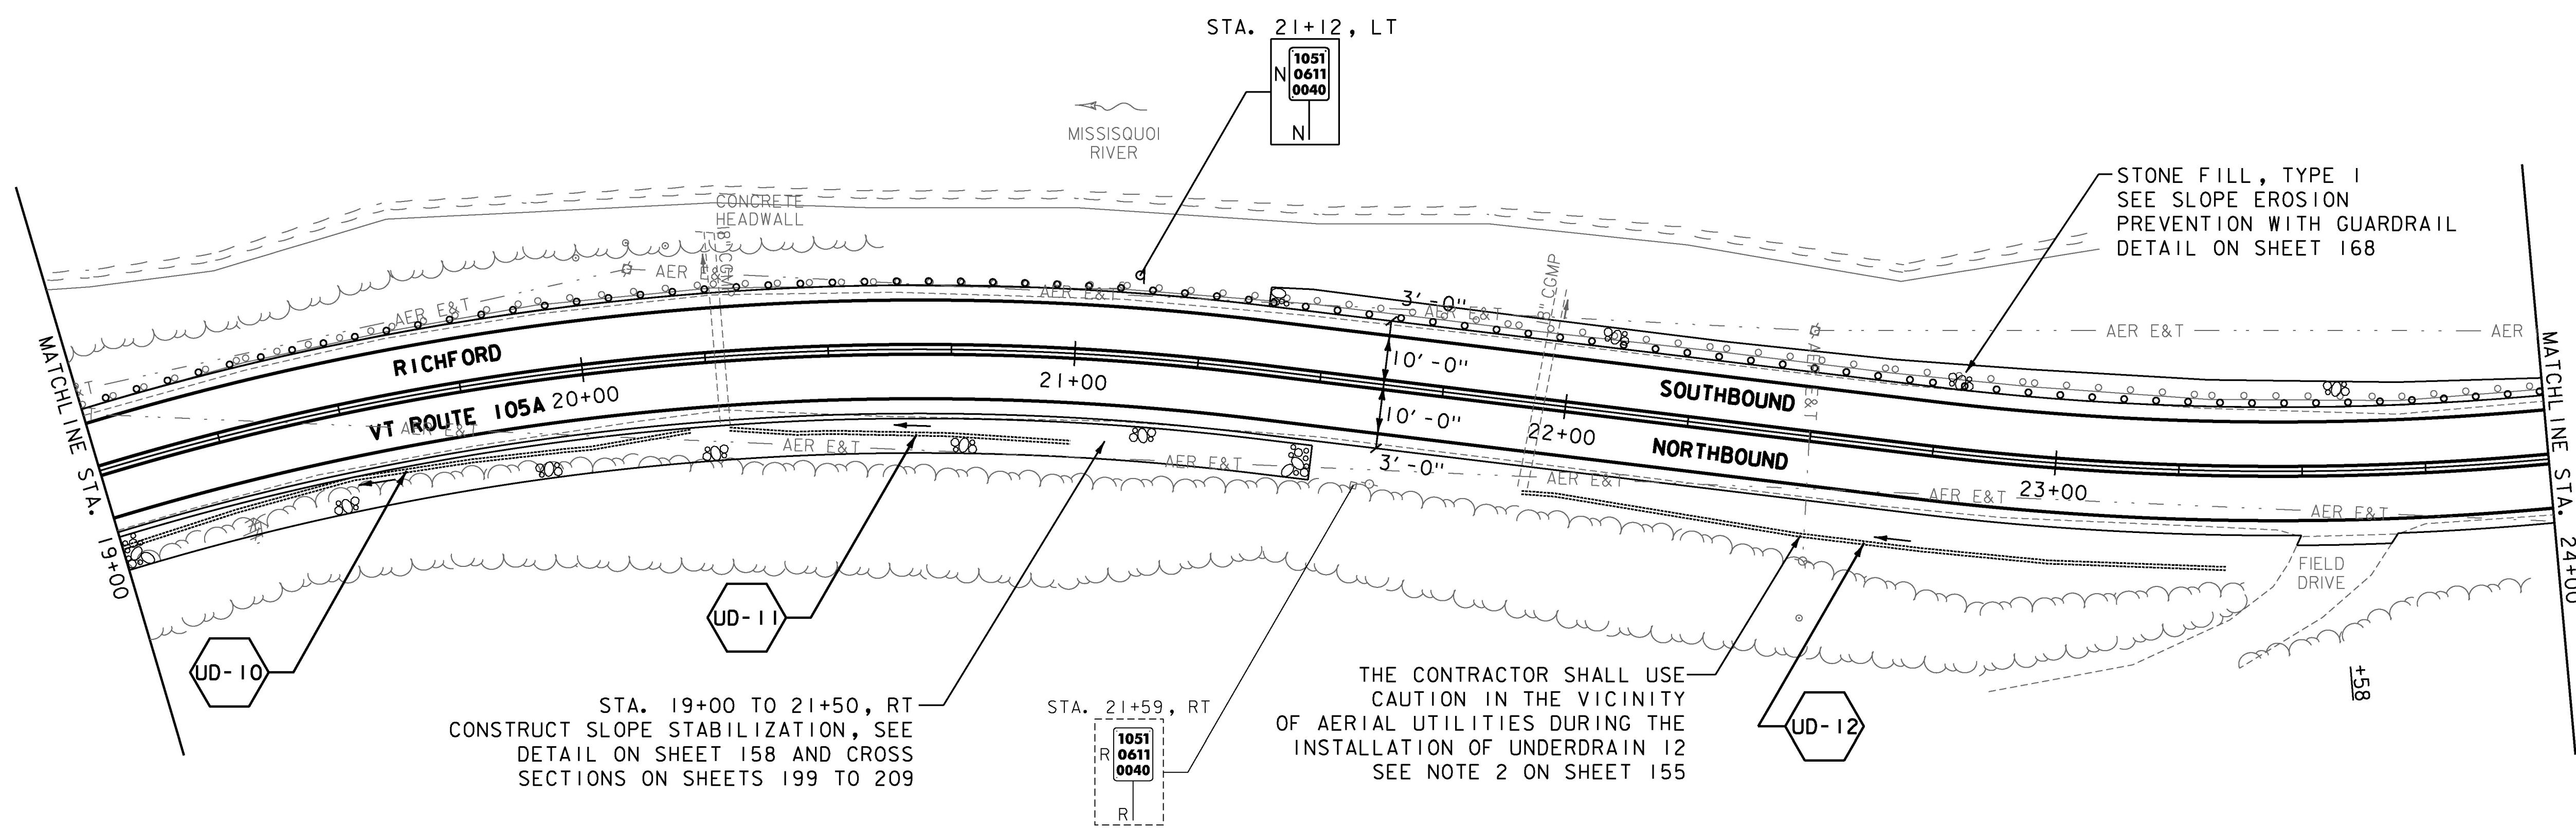 STA. 21+12, LT
1051
N 0611
0040
N
MISSISQUOI
RIVER
STONE FILL, TYPE I
SEE SLOPE EROSION
PREVENTION WITH GUARDRAIL
DETAIL ON SHEET 168
CONCRETE
HEADWALL
18" CGMP
AER E&T
AER E&T
AER E&T
3'-0"
AER E&T
AER E&T
AER
AER E&T
MATCHLINE STA. 19+00
MATCHLINE STA. 24+00
RICHFORD
VT ROUTE 105A
20+00
21+00
10'-0"
10'-0"
3'-0"
22+00
SOUTHBOUND
NORTHBOUND
23+00
AER E&T
AER E&T
AER E&T
AER E&T
AER E&T
AER E&T
FIELD
DRIVE
UD-10
UD-11
UD-12
STA. 19+00 TO 21+50, RT
CONSTRUCT SLOPE STABILIZATION, SEE
DETAIL ON SHEET 158 AND CROSS
SECTIONS ON SHEETS 199 TO 209
STA. 21+59, RT
1051
R 0611
0040
R
THE CONTRACTOR SHALL USE
CAUTION IN THE VICINITY
OF AERIAL UTILITIES DURING THE
INSTALLATION OF UNDERDRAIN 12
SEE NOTE 2 ON SHEET 155
+58